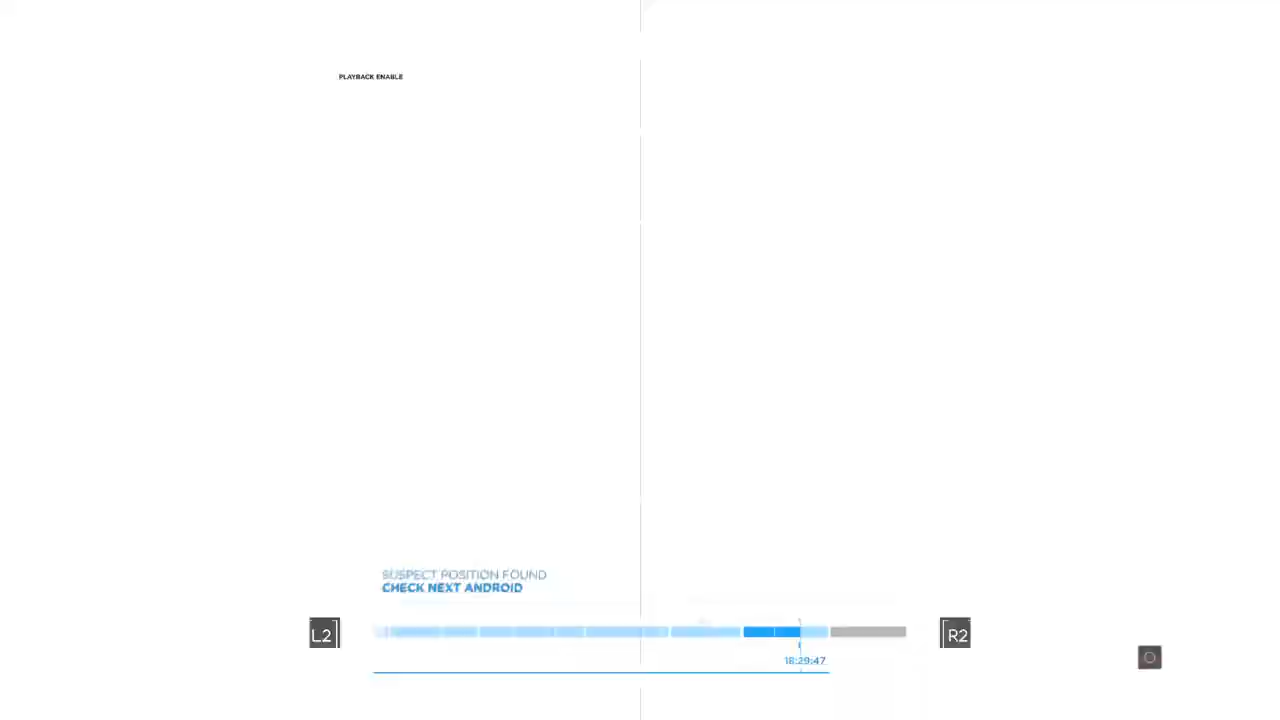 PLAYBACK ENABLE
SUSPECT POSITION FOUND
CHECK NEXT ANDROID
L2
R2
18:29:47